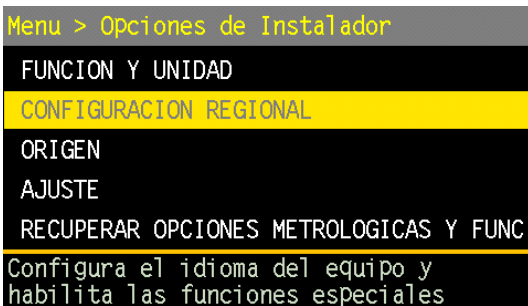 Menu > Opciones de Instalador
FUNCION Y UNIDAD
CONFIGURACION REGIONAL
ORIGEN
AJUSTE
RECUPERAR OPCIONES METROLOGICAS Y FUNC
Configura el idioma del equipo y
habilita las funciones especiales